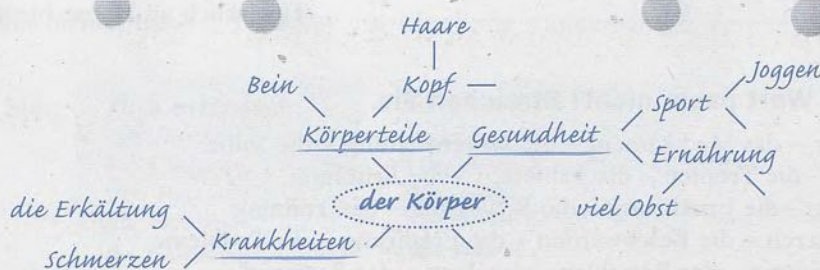 Haare
Bein Kopf Joggen
Sport
Körperteile Gesundheit
Ernährung
der Körper viel Obst
die Erkältung
Krankheiten
Schmerzen